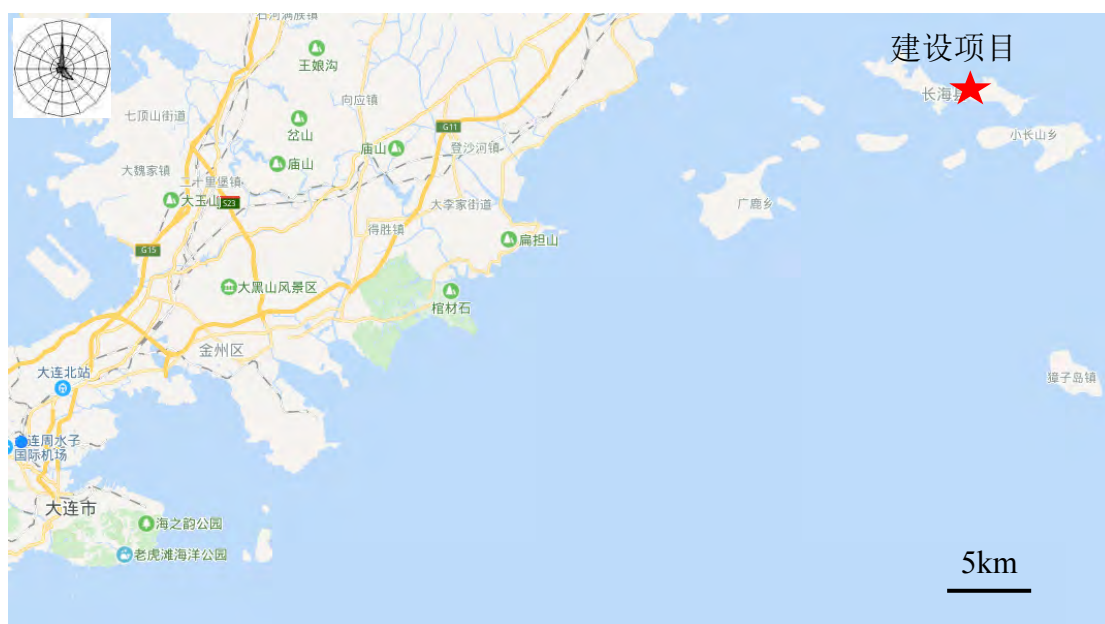 石河满族镇
王娘沟
建设项目
长海县
向应镇
七顶山街道
岔山
G11
小长山乡
庙山
登沙河镇
庙山
大魏家镇
二十里堡镇
大玉山
S23
大李家街道
广鹿乡
得胜镇
扁担山
G15
大黑山风景区
棺材石
金州区
大连北站
獐子岛镇
大连周水子
国际机场
大连市
海之韵公园
老虎滩海洋公园
5km